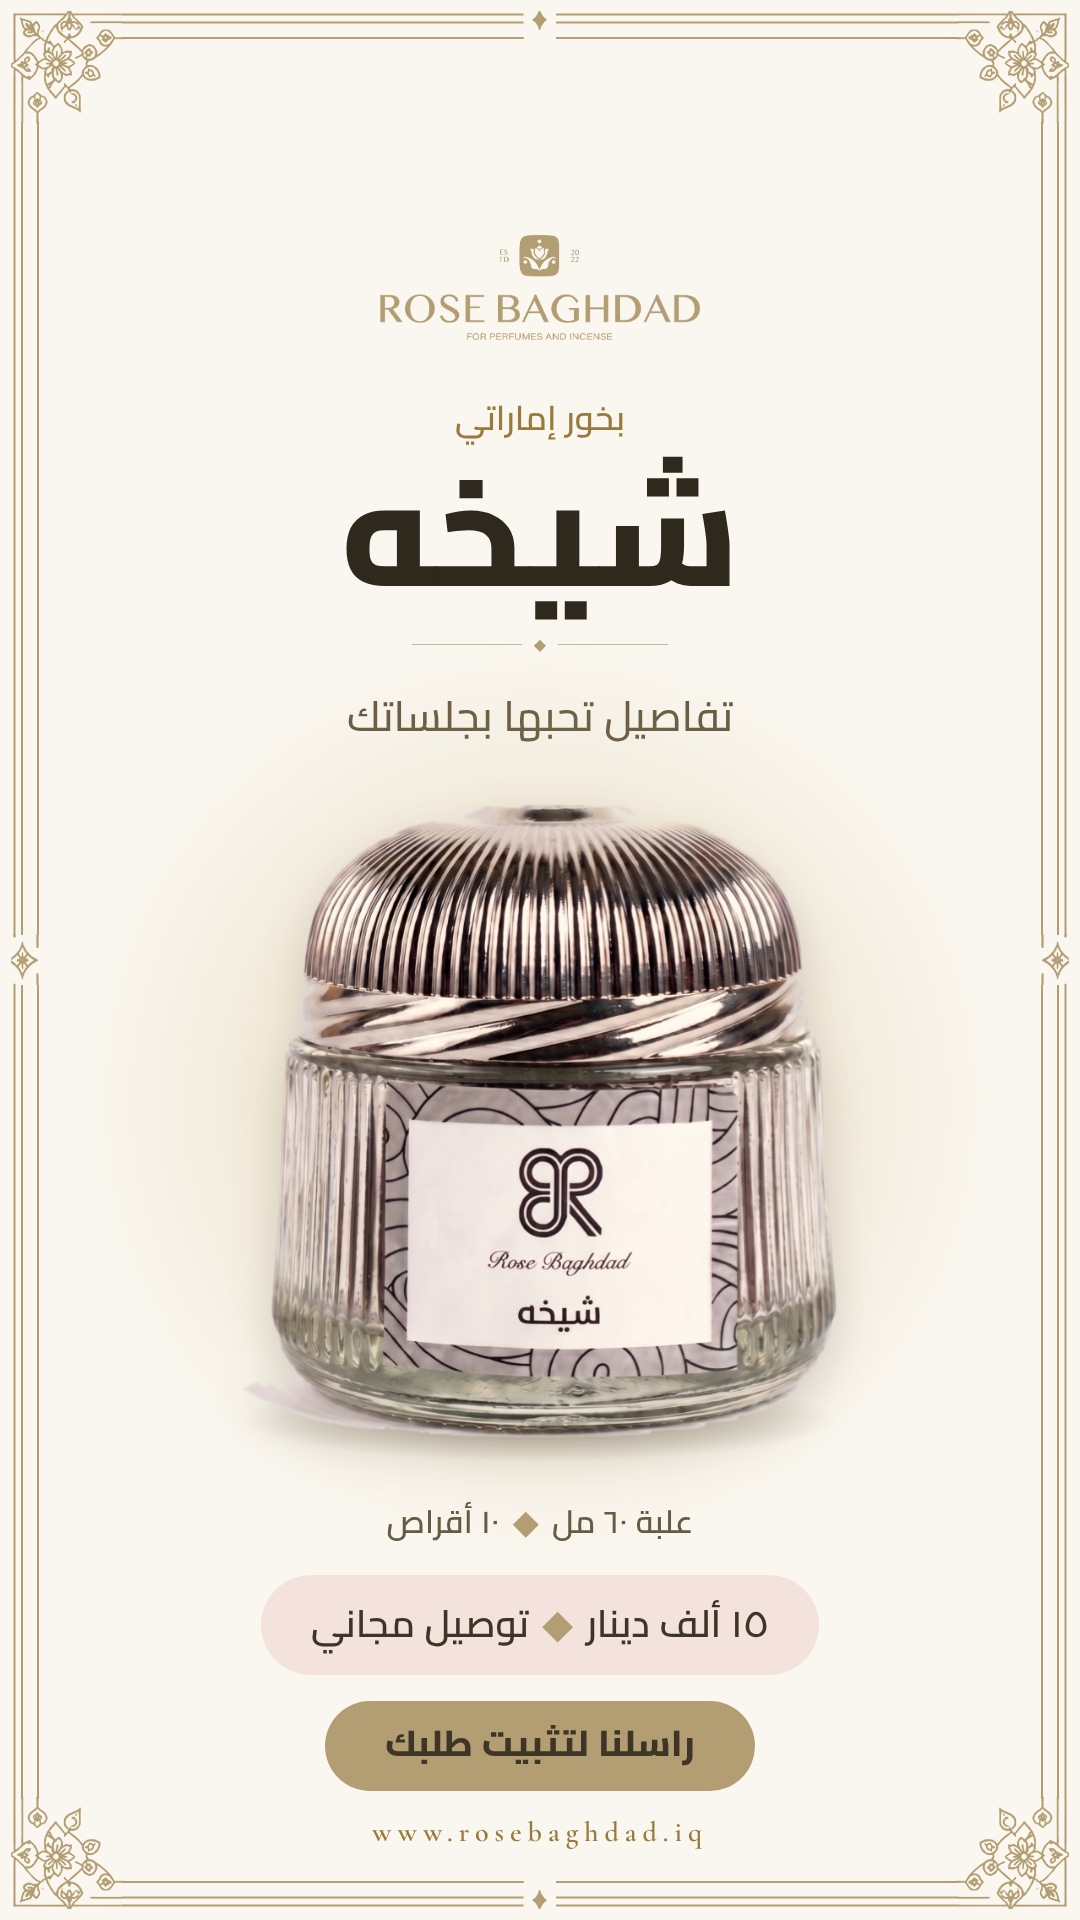 ES
TD
20
22
ROSE BAGHDAD
FOR PERFUMES AND INCENSE
بخور إماراتي
شيخه
تفاصيل تحبها بجلساتك
BR
Rose Baghdad
شيخه
علبة ٦٠ مل ◆ ١٠ أقراص
١٥ ألف دينار ◆ توصيل مجاني
راسلنا لتثبيت طلبك
www.rosebaghdad.iq